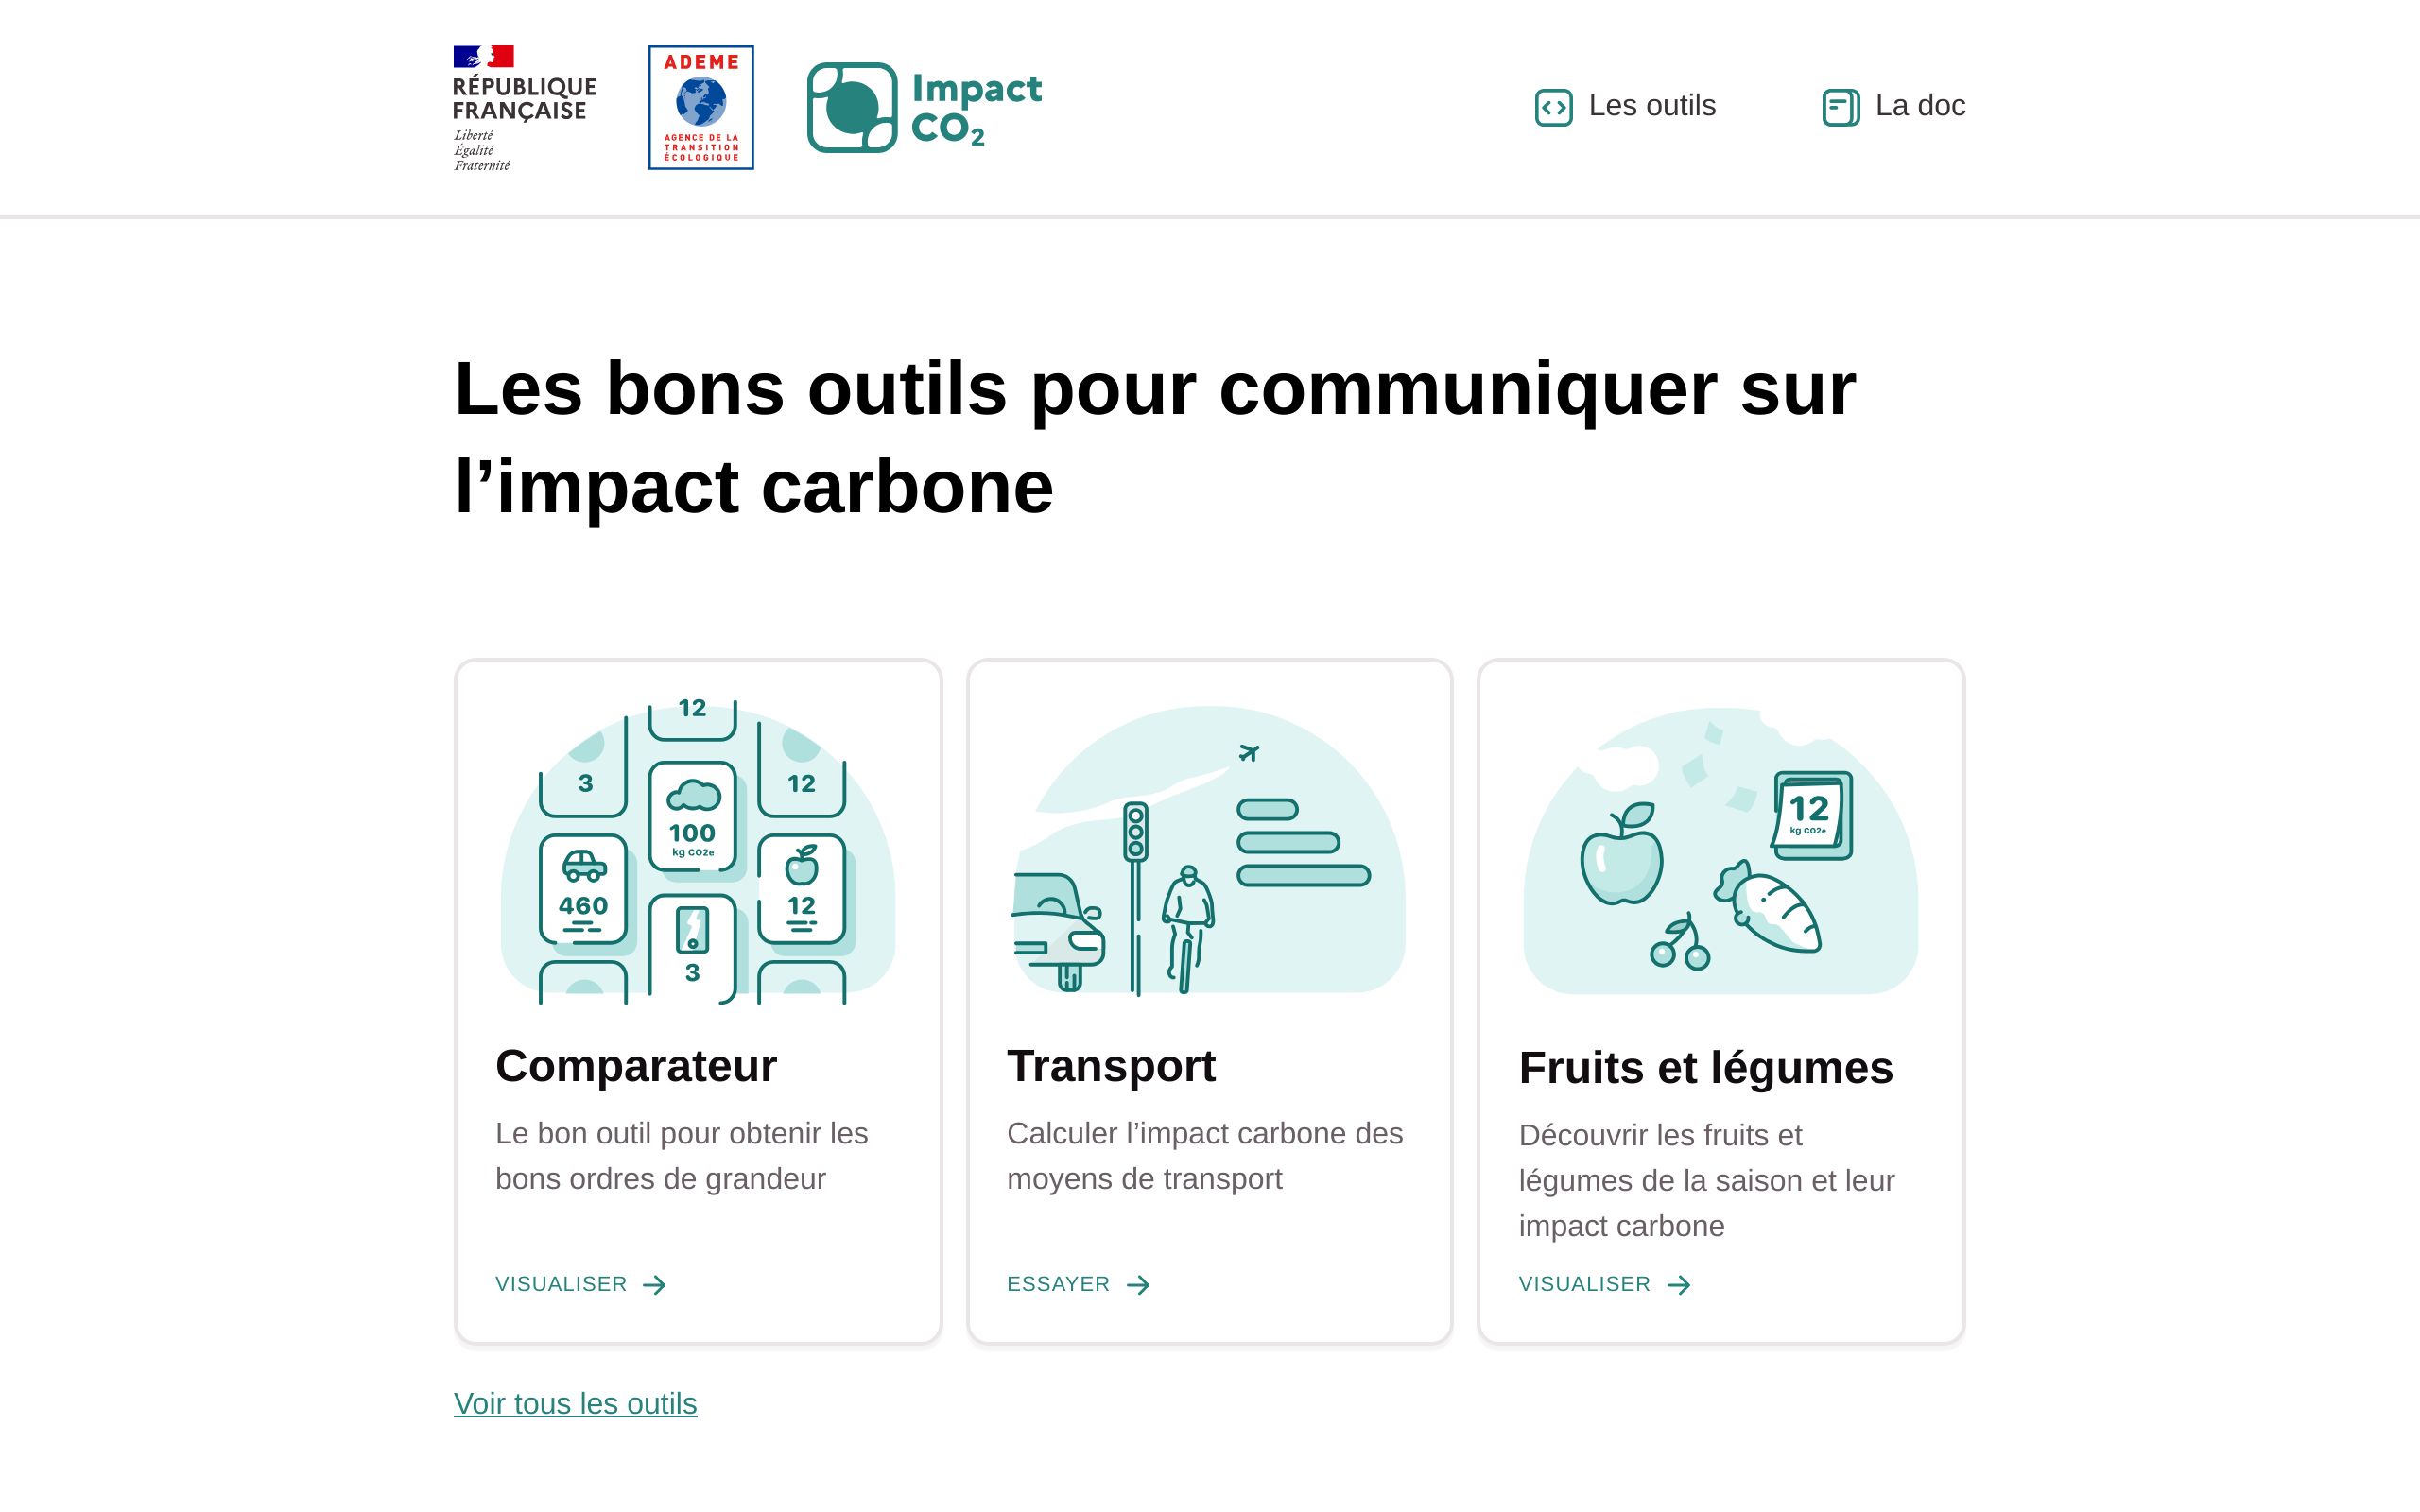 RÉPUBLIQUE
FRANÇAISE
Liberté
Égalité
Fraternité
ADEME
AGENCE DE LA
TRANSITION
ÉCOLOGIQUE
Impact
CO2
Les outils
La doc
Les bons outils pour communiquer sur
l’impact carbone
12
3
12
100
kg CO2e
460
12
3
12
kg CO2e
Comparateur
Le bon outil pour obtenir les
bons ordres de grandeur
VISUALISER
Transport
Calculer l’impact carbone des
moyens de transport
ESSAYER
Fruits et légumes
Découvrir les fruits et
légumes de la saison et leur
impact carbone
VISUALISER
Voir tous les outils